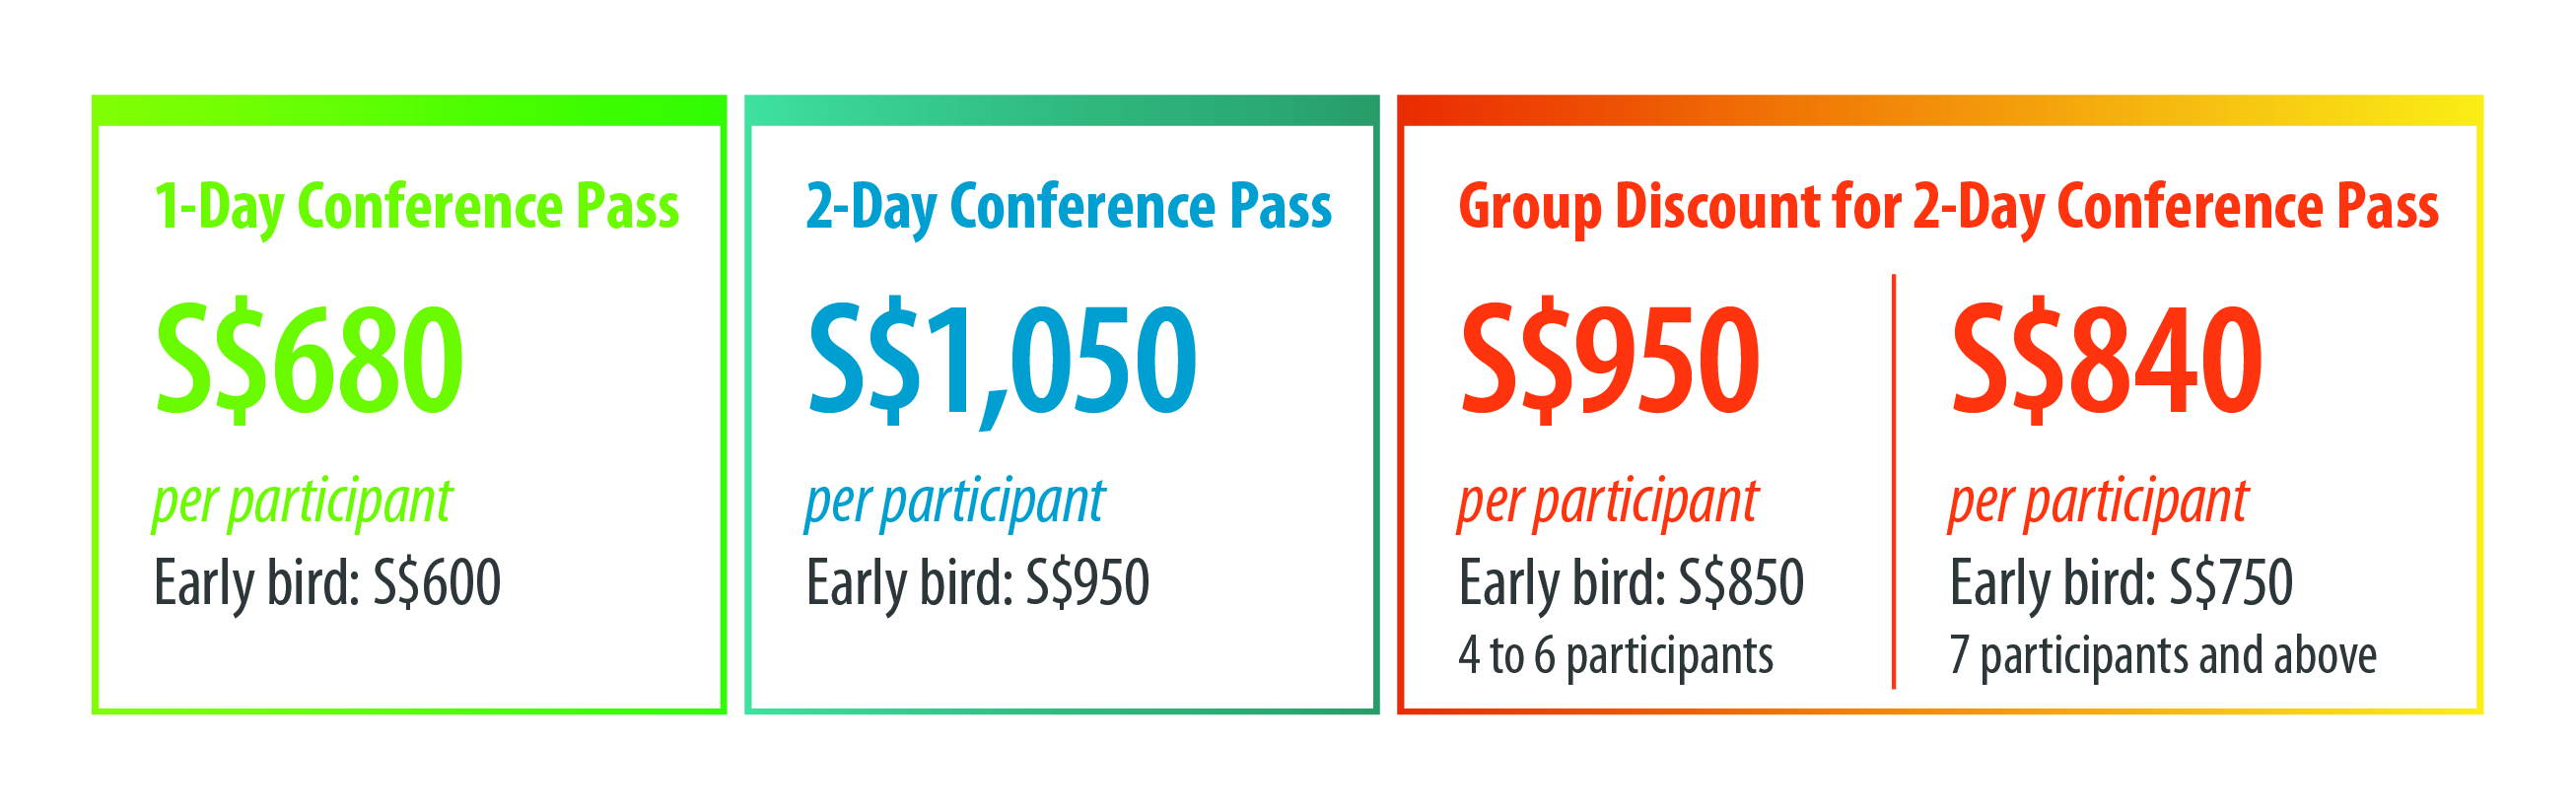 1-Day Conference Pass
S$680
per participant
Early bird: S$600
2-Day Conference Pass
S$1,050
per participant
Early bird: S$950
Group Discount for 2-Day Conference Pass
S$950
per participant
Early bird: S$850
4 to 6 participants
S$840
per participant
Early bird: S$750
7 participants and above